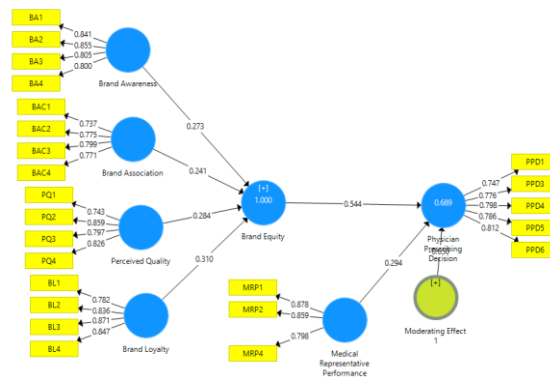 BA1
BA2
BA3
BA4
0.841
0.855
0.805
0.800
Brand Awareness
BAC1
BAC2
BAC3
BAC4
0.737
0.775
0.799
0.771
Brand Association
PQ1
PQ2
PQ3
PQ4
0.743
0.859
0.797
0.826
Perceived Quality
BL1
BL2
BL3
BL4
0.782
0.836
0.871
0.847
Brand Loyalty
0.273
0.241
0.284
0.310
[+]
1.000
Brand Equity
0.544
MRP1
MRP2
MRP4
0.878
0.859
0.798
Medical
Representative
Performance
0.294
0.689
Physician
Prescribing
Decision
0.747
0.776
0.798
0.786
0.812
PPD1
PPD3
PPD4
PPD5
PPD6
[+]
Moderating Effect
1